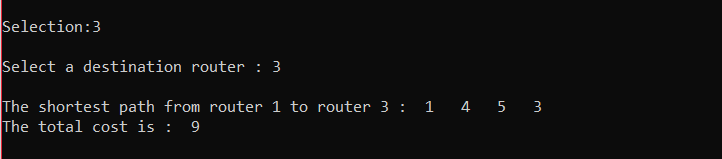 Selection:3
Select a destination router : 3
The shortest path from router 1 to router 3 :  1   4   5   3
The total cost is :  9